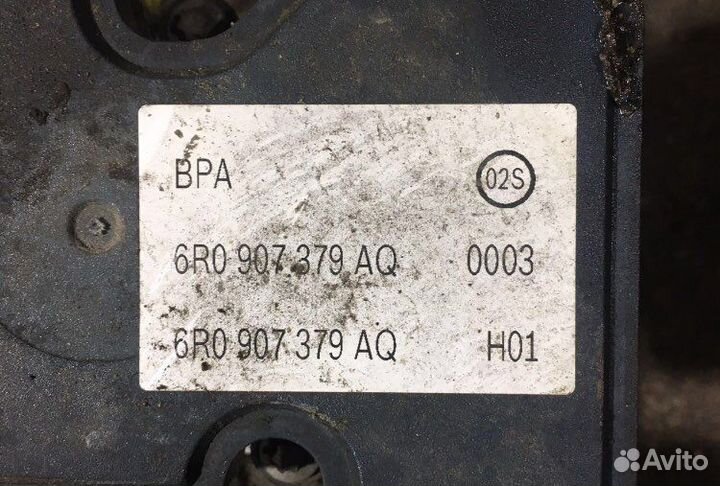 BPA 02S
6R0 907 379 AQ 0003
6R0 907 379 AQ H01
Avito